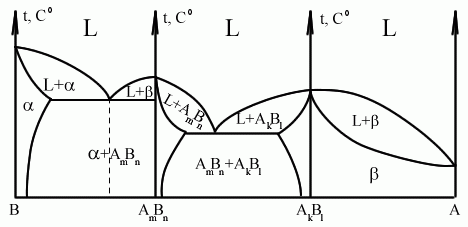 t, C° t, C° t, C°
L L L
L+α L+β L+AmBn L+AkBl L+β
α α+AmBn AmBn+AkBl β
B AmBn AkBl A